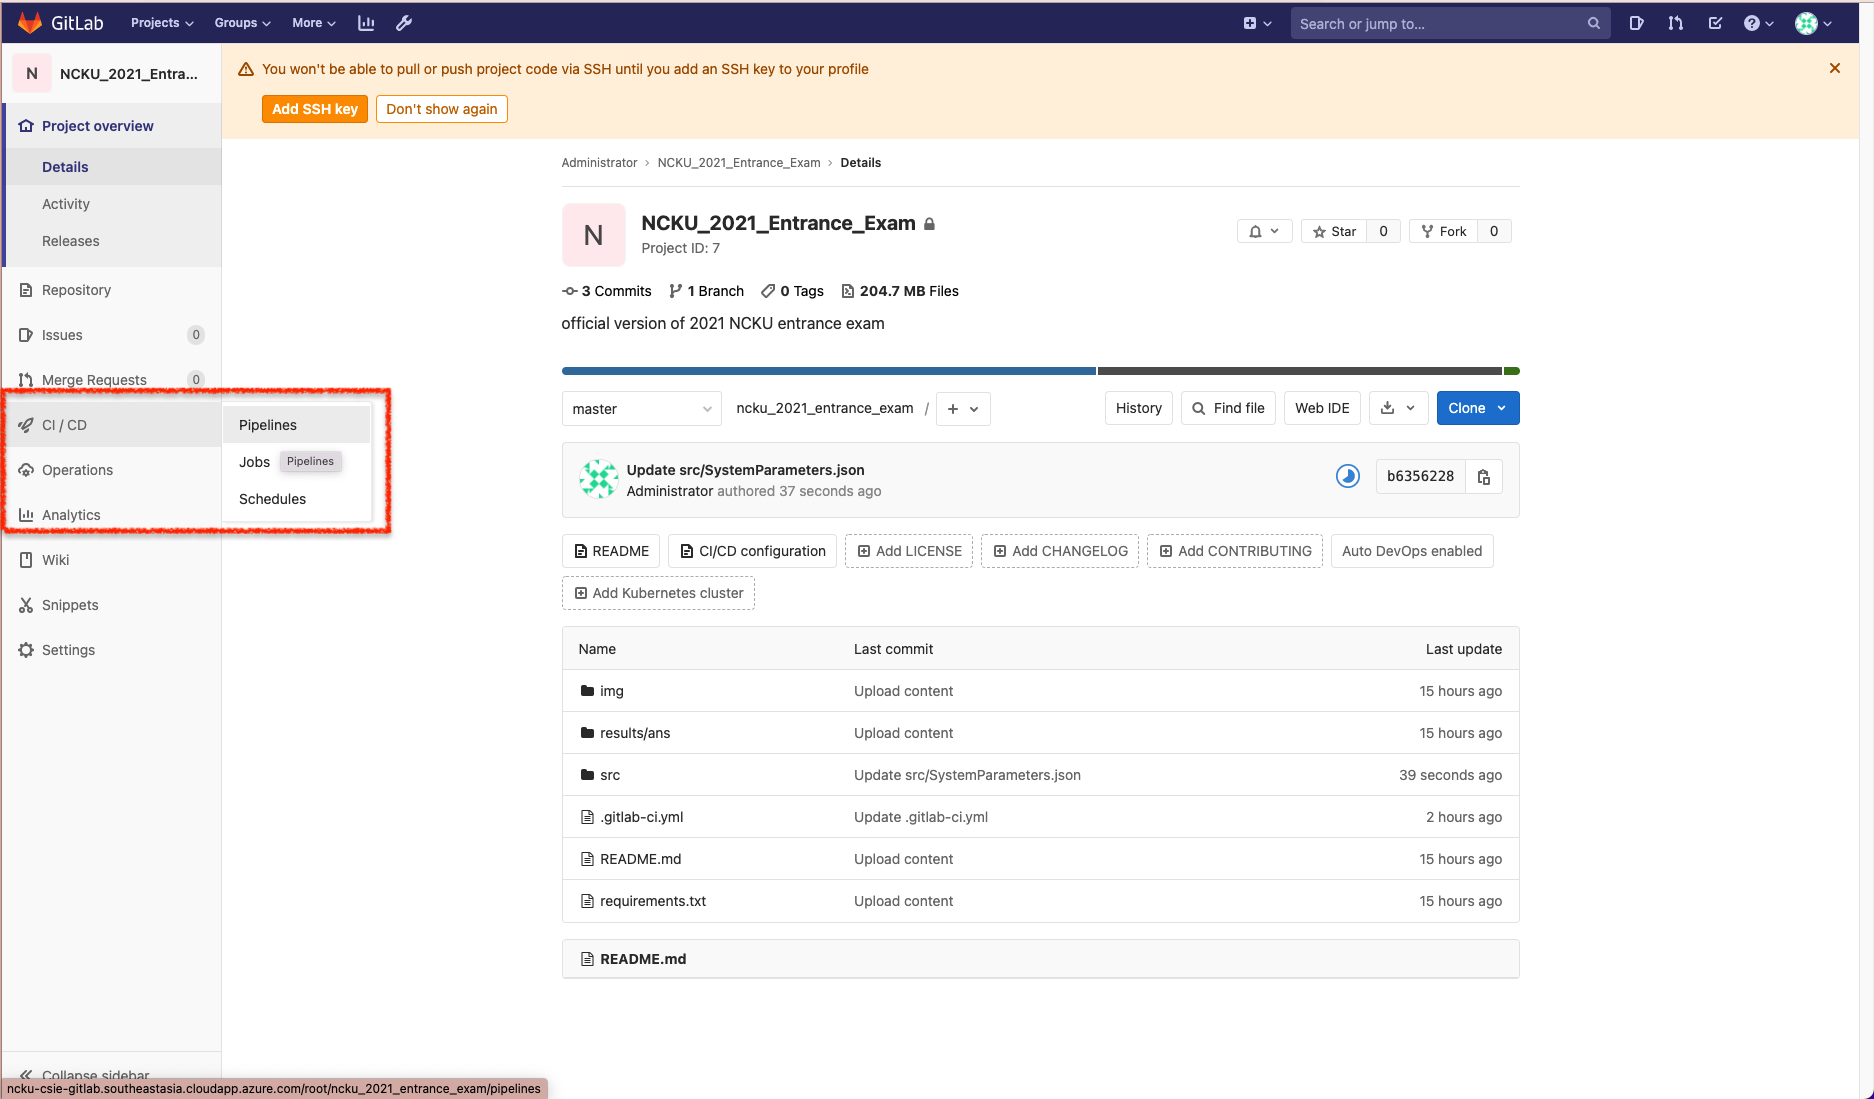 GitLab Projects Groups More Search or jump to...
N NCKU_2021_Entra...
You won't be able to pull or push project code via SSH until you add an SSH key to your profile
Add SSH key Don't show again
Project overview
Details
Activity
Releases
Repository
Issues 0
Merge Requests 0
CI / CD
Operations
Analytics
Wiki
Snippets
Settings
Collapse sidebar
Pipelines
Jobs Pipelines
Schedules
Administrator › NCKU_2021_Entrance_Exam › Details
N NCKU_2021_Entrance_Exam
Project ID: 7
Star 0 Fork 0
3 Commits 1 Branch 0 Tags 204.7 MB Files
official version of 2021 NCKU entrance exam
master ncku_2021_entrance_exam / + History Find file Web IDE Clone
Update src/SystemParameters.json
Administrator authored 37 seconds ago
b6356228
README CI/CD configuration Add LICENSE Add CHANGELOG Add CONTRIBUTING Auto DevOps enabled
Add Kubernetes cluster
Name Last commit Last update
img Upload content 15 hours ago
results/ans Upload content 15 hours ago
src Update src/SystemParameters.json 39 seconds ago
.gitlab-ci.yml Update .gitlab-ci.yml 2 hours ago
README.md Upload content 15 hours ago
requirements.txt Upload content 15 hours ago
README.md
ncku-csie-gitlab.southeastasia.cloudapp.azure.com/root/ncku_2021_entrance_exam/pipelines